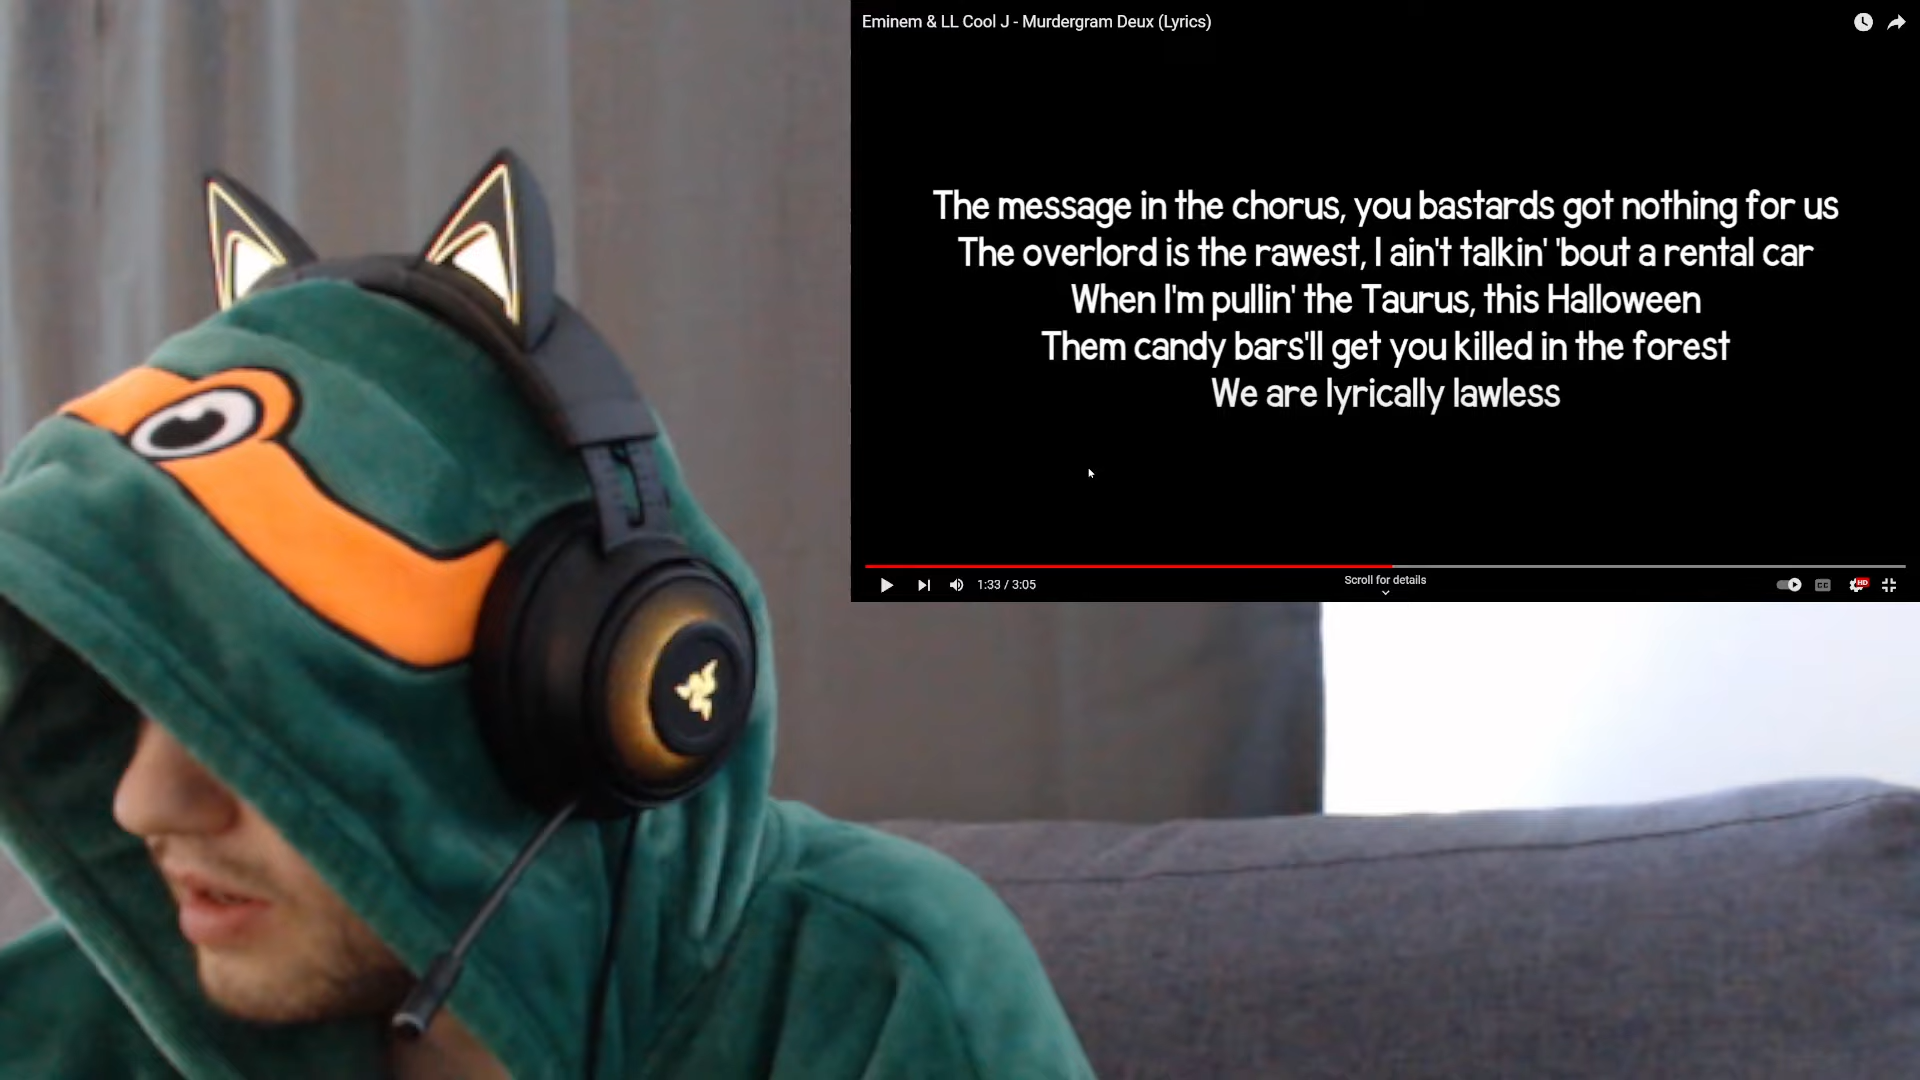 Eminem & LL Cool J - Murdergram Deux (Lyrics)
The message in the chorus, you bastards got nothing for us
The overlord is the rawest, I ain't talkin' 'bout a rental car
When I'm pullin' the Taurus, this Halloween
Them candy bars'll get you killed in the forest
We are lyrically lawless
1:33 / 3:05
Scroll for details
CC
HD